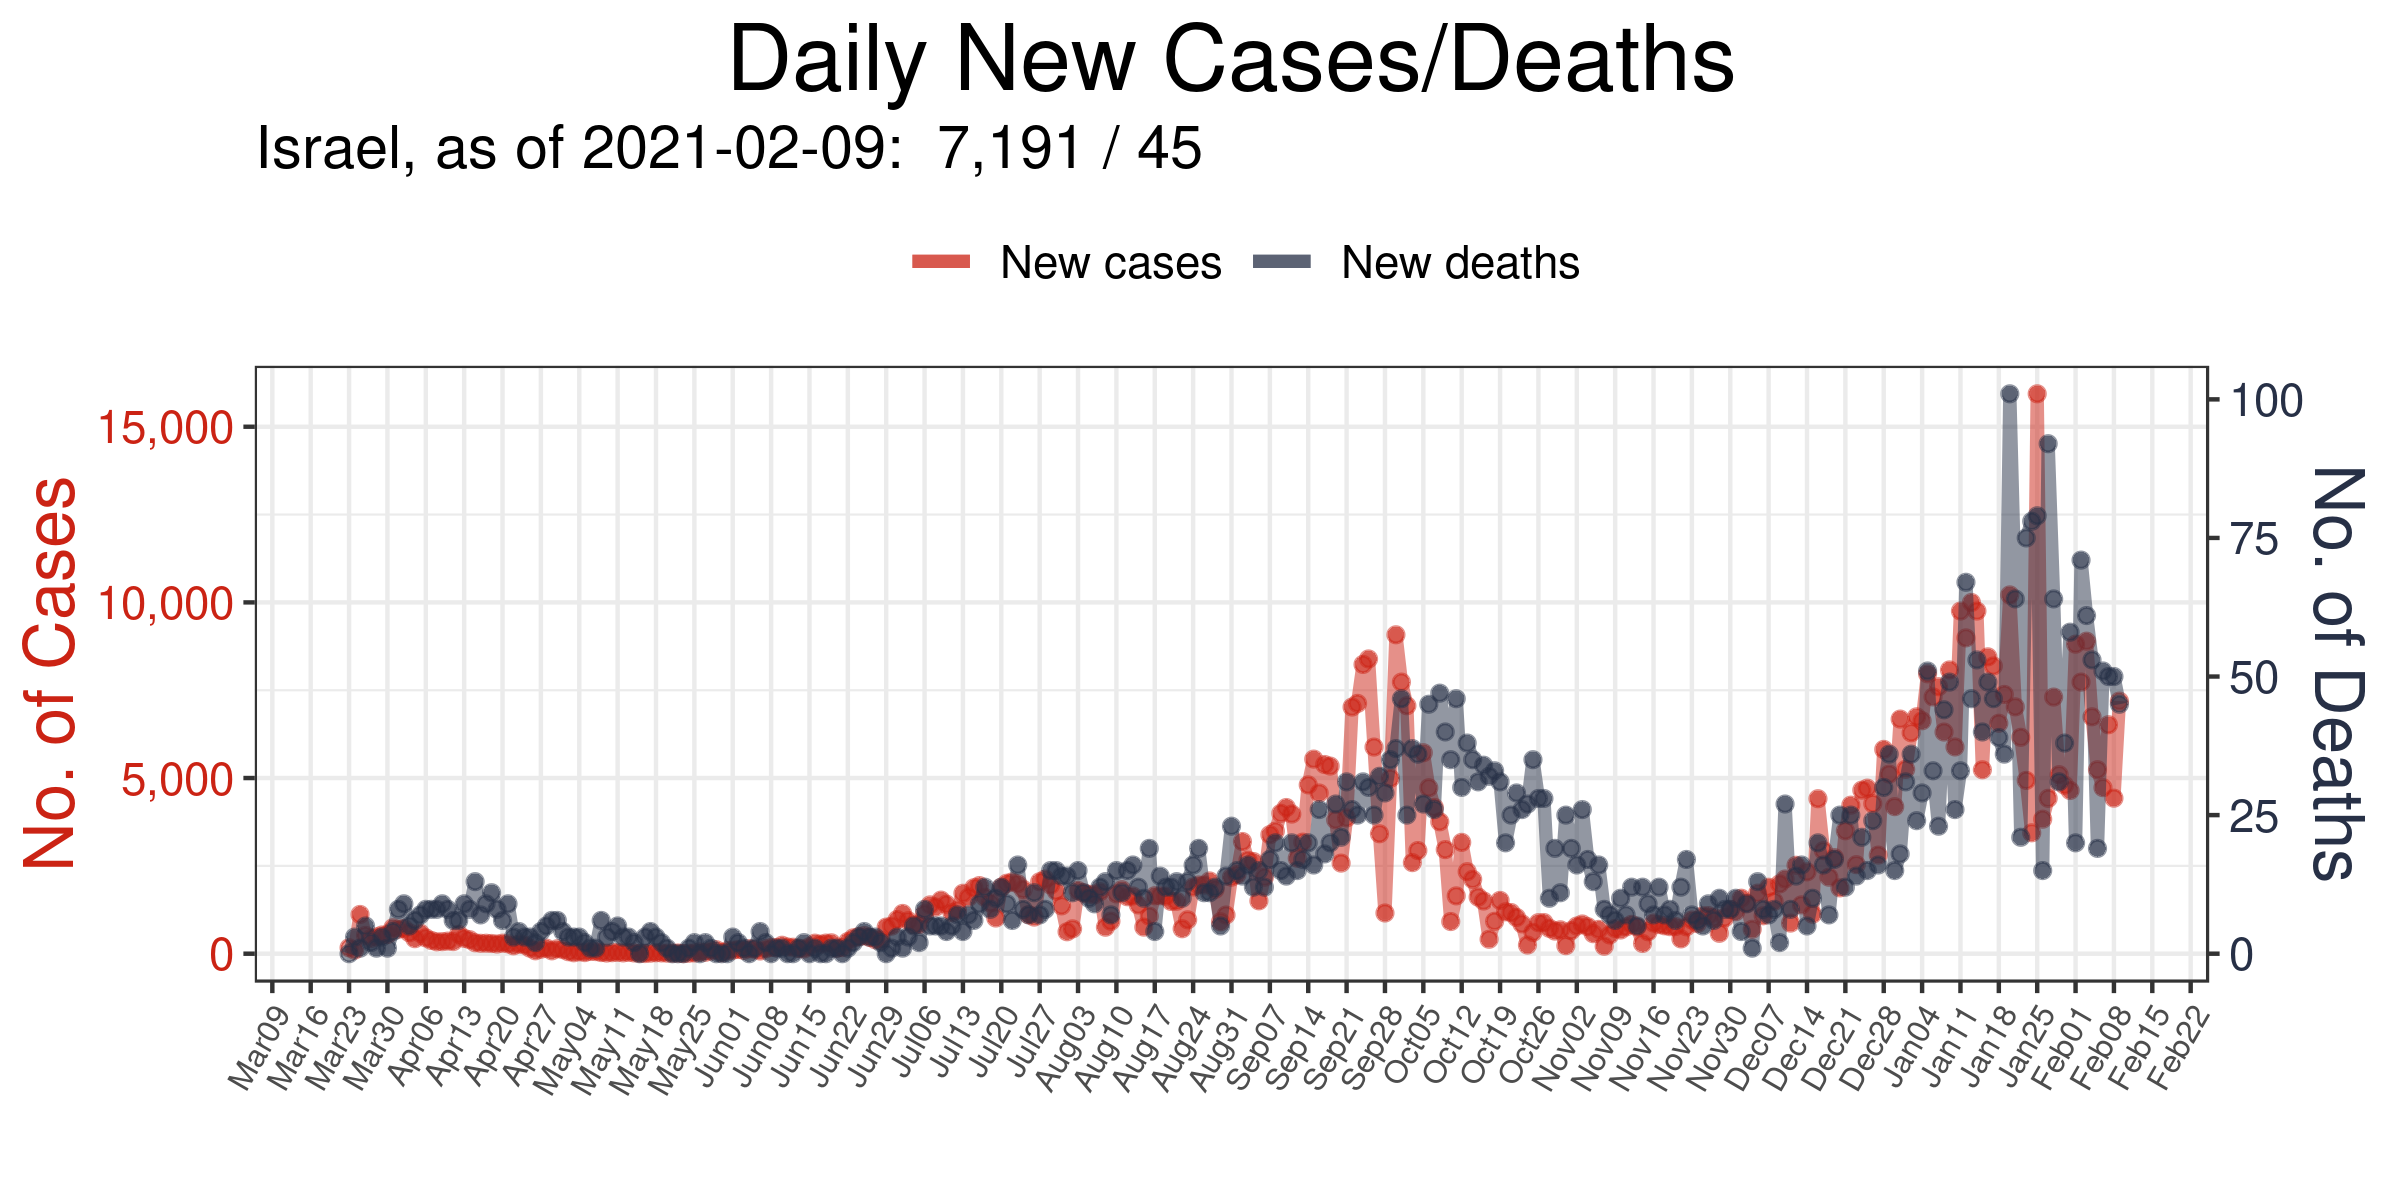 Daily New Cases/Deaths
Israel, as of 2021-02-09:  7,191 / 45
New cases
New deaths
No. of Cases
15,000
10,000
5,000
0
100
75
50
25
0
No. of Deaths
Mar09
Mar16
Mar23
Mar30
Apr06
Apr13
Apr20
Apr27
May04
May11
May18
May25
Jun01
Jun08
Jun15
Jun22
Jun29
Jul06
Jul13
Jul20
Jul27
Aug03
Aug10
Aug17
Aug24
Aug31
Sep07
Sep14
Sep21
Sep28
Oct05
Oct12
Oct19
Oct26
Nov02
Nov09
Nov16
Nov23
Nov30
Dec07
Dec14
Dec21
Dec28
Jan04
Jan11
Jan18
Jan25
Feb01
Feb08
Feb15
Feb22